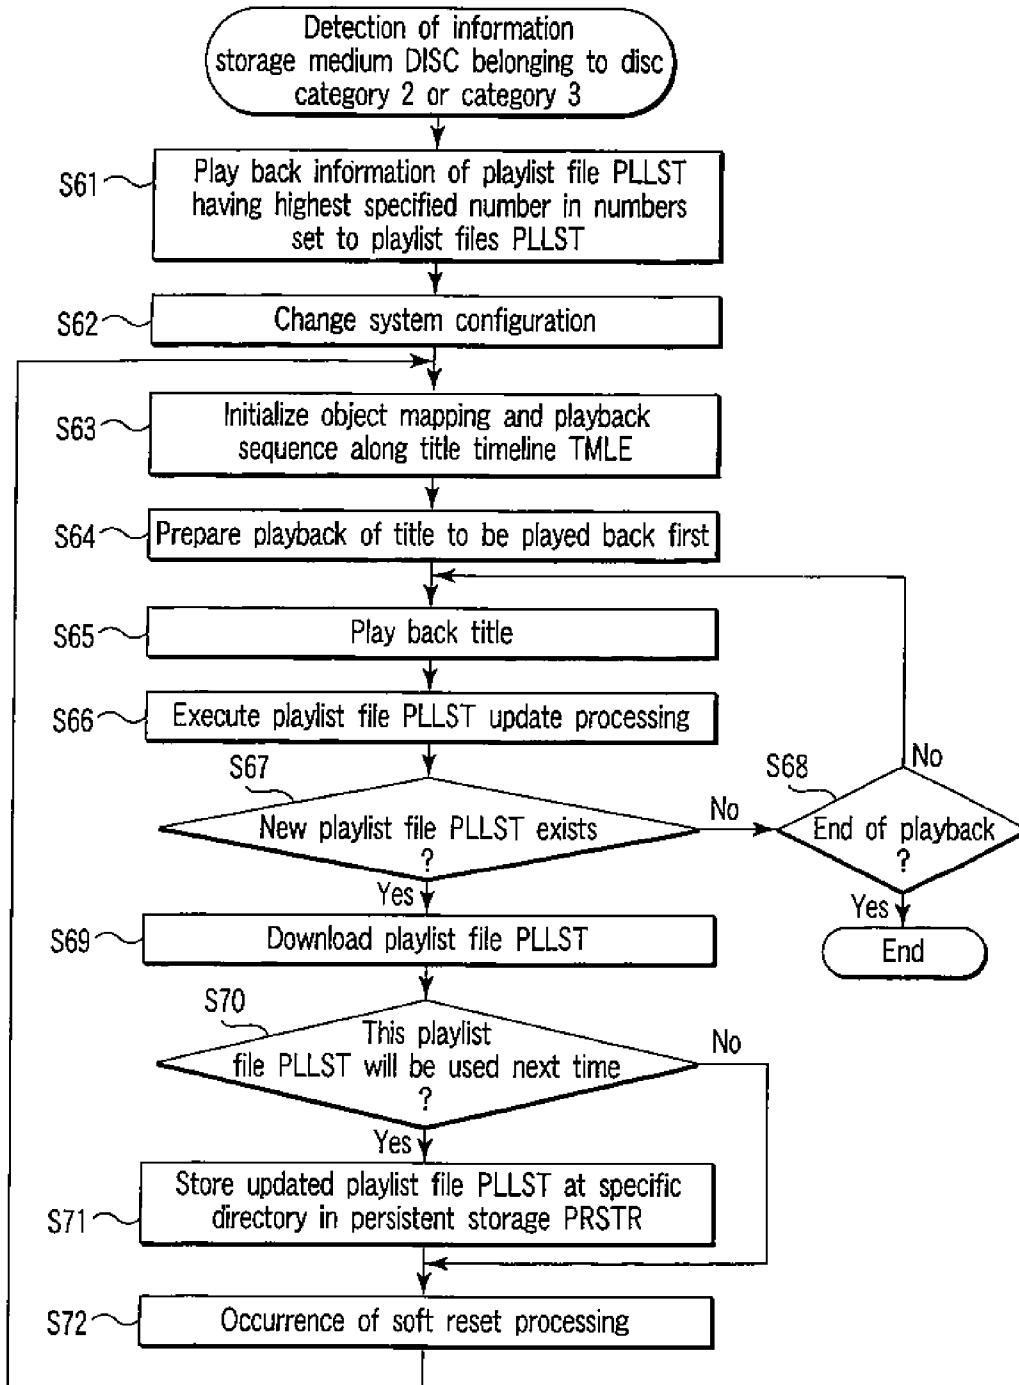 Detection of information
storage medium DISC belonging to disc
category 2 or category 3
S61
Play back information of playlist file PLLST
having highest specified number in numbers
set to playlist files PLLST
S62
Change system configuration
S63
Initialize object mapping and playback
sequence along title timeline TMLE
S64
Prepare playback of title to be played back first
S65
Play back title
S66
Execute playlist file PLLST update processing
S67
New playlist file PLLST exists
?
No
Yes
S68
End of playback
?
No
Yes
End
S69
Download playlist file PLLST
S70
This playlist
file PLLST will be used next time
?
No
Yes
S71
Store updated playlist file PLLST at specific
directory in persistent storage PRSTR
S72
Occurrence of soft reset processing